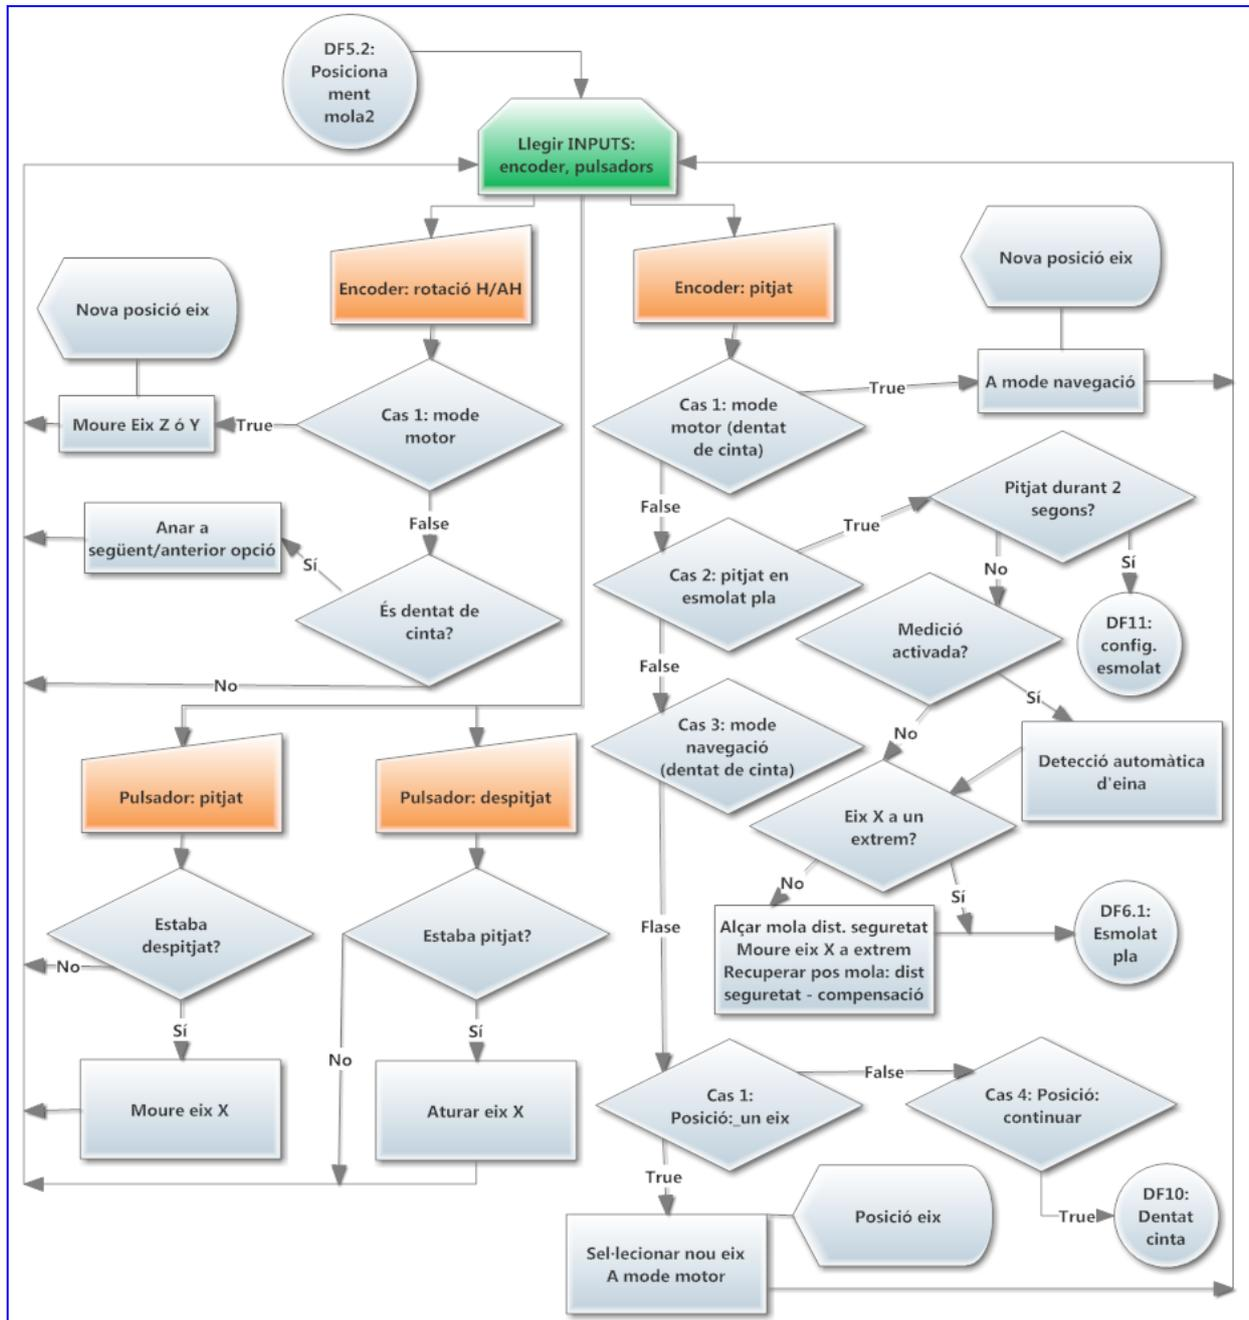 DF5.2:
Posiciona
ment
mola2
Llegir INPUTS:
encoder, pulsadors
Encoder: rotació H/AH
Encoder: pitjat
Nova posició eix
Nova posició eix
Cas 1: mode
motor
True
Moure Eix Z ó Y
False
Anar a
següent/anterior opció
Sí
És dentat de
cinta?
No
Cas 1: mode
motor (dentat
de cinta)
True
A mode navegació
False
Cas 2: pitjat en
esmolat pla
True
Pitjat durant 2
segons?
No
Sí
DF11:
config.
esmolat
Medició
activada?
Sí
No
Detecció automàtica
d'eina
False
Cas 3: mode
navegació
(dentat de cinta)
Eix X a un
extrem?
No
Sí
Alçar mola dist. seguretat
Moure eix X a extrem
Recuperar pos mola: dist
seguretat - compensació
DF6.1:
Esmolat
pla
Flase
Pulsador: pitjat
Pulsador: despitjat
Estaba
despitjat?
No
Sí
Moure eix X
Estaba pitjat?
No
Sí
Aturar eix X
Cas 1:
Posició:_un eix
False
Cas 4: Posició:
continuar
True
Sel·lecionar nou eix
A mode motor
Posició eix
True
DF10:
Dentat
cinta